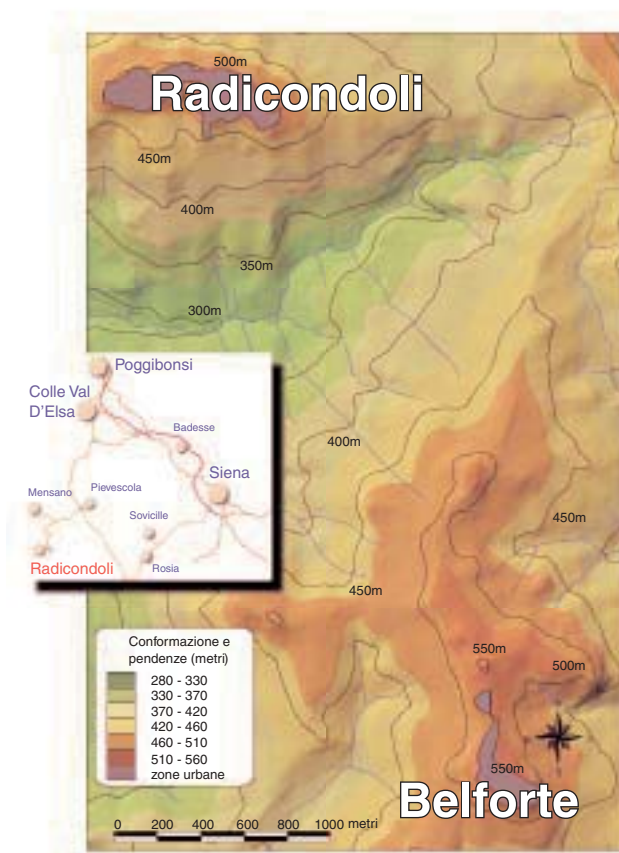 500m
Radicondoli
450m
400m
350m
300m
Poggibonsi
Colle Val
D'Elsa
Badesse
Siena
Mensano
Pievescola
Sovicille
Radicondoli
Rosia
400m
450m
450m
550m
500m
550m
Belforte
Conformazione e
pendenze (metri)
280 - 330
330 - 370
370 - 420
420 - 460
460 - 510
510 - 560
zone urbane
0 200 400 600 800 1000 metri